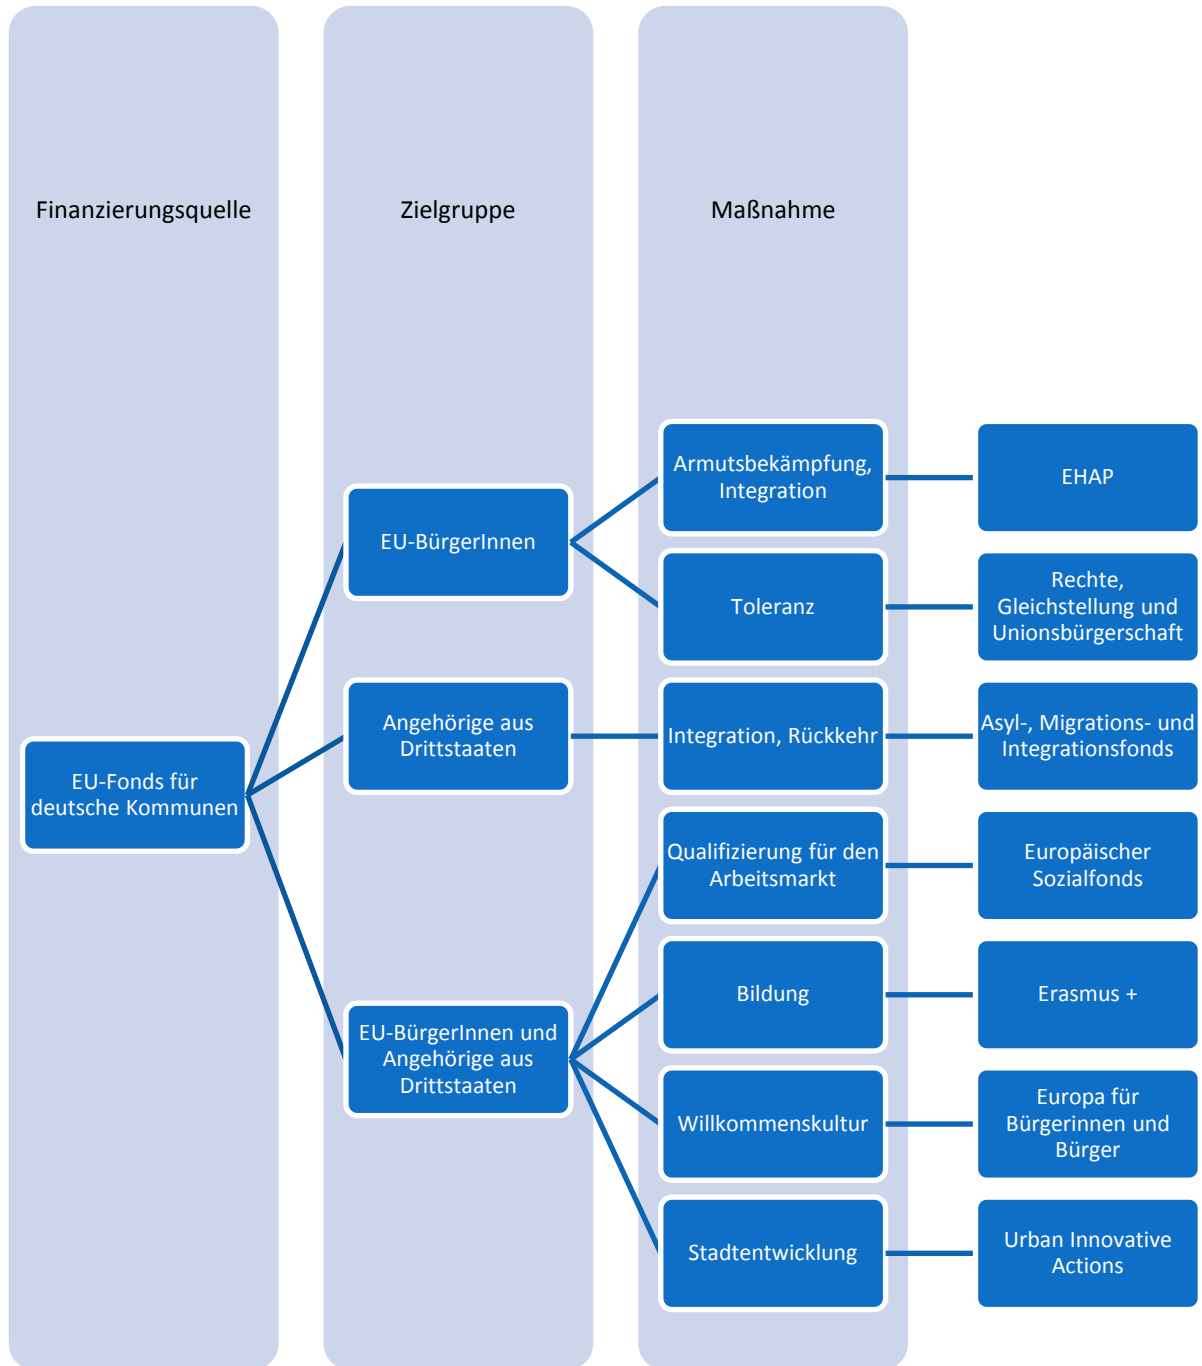 Finanzierungsquelle
Zielgruppe
Maßnahme
EU-Fonds für
deutsche Kommunen
EU-BürgerInnen
Armutsbekämpfung,
Integration
EHAP
Toleranz
Rechte,
Gleichstellung und
Unionsbürgerschaft
Angehörige aus
Drittstaaten
Integration, Rückkehr
Asyl-, Migrations- und
Integrationsfonds
EU-BürgerInnen und
Angehörige aus
Drittstaaten
Qualifizierung für den
Arbeitsmarkt
Europäischer
Sozialfonds
Bildung
Erasmus +
Willkommenskultur
Europa für
Bürgerinnen und
Bürger
Stadtentwicklung
Urban Innovative
Actions